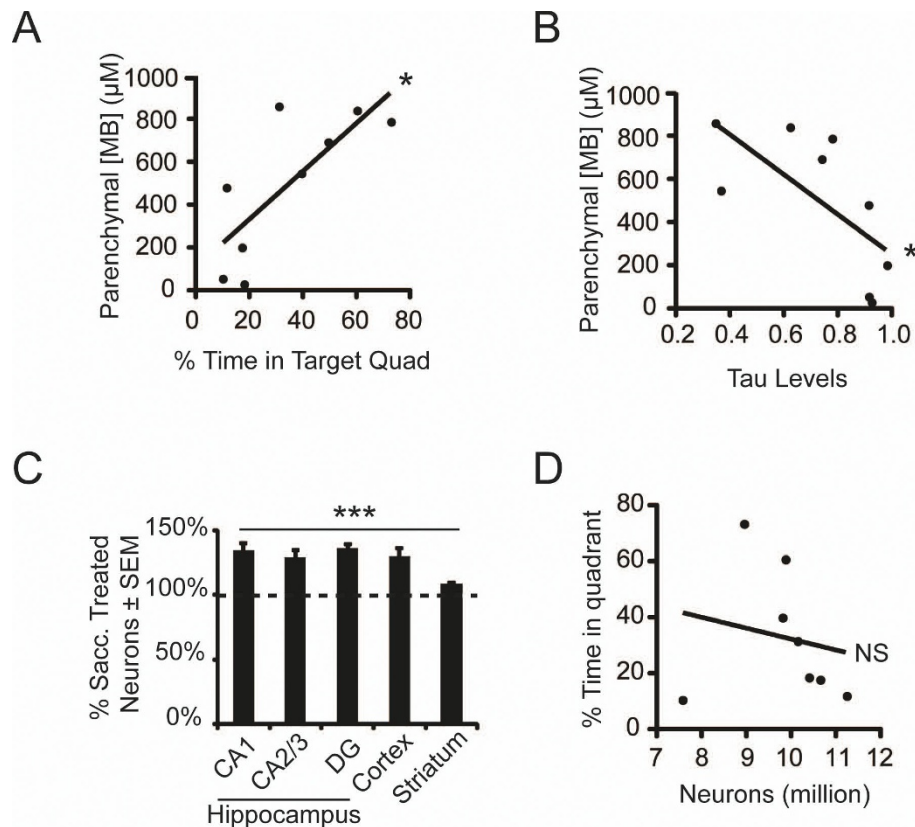 A
Parenchymal [MB] (µM)
1000
800
600
400
200
0
*
0
20
40
60
80
% Time in Target Quad
B
Parenchymal [MB] (µM)
1000
800
600
400
200
0
*
0.2
0.4
0.6
0.8
1.0
Tau Levels
C
% Sacc. Treated
Neurons ± SEM
150%
100%
50%
0%
***
CA1
CA2/3
DG
Cortex
Striatum
Hippocampus
D
% Time in quadrant
80
60
40
20
0
NS
7
8
9
10
11
12
Neurons (million)